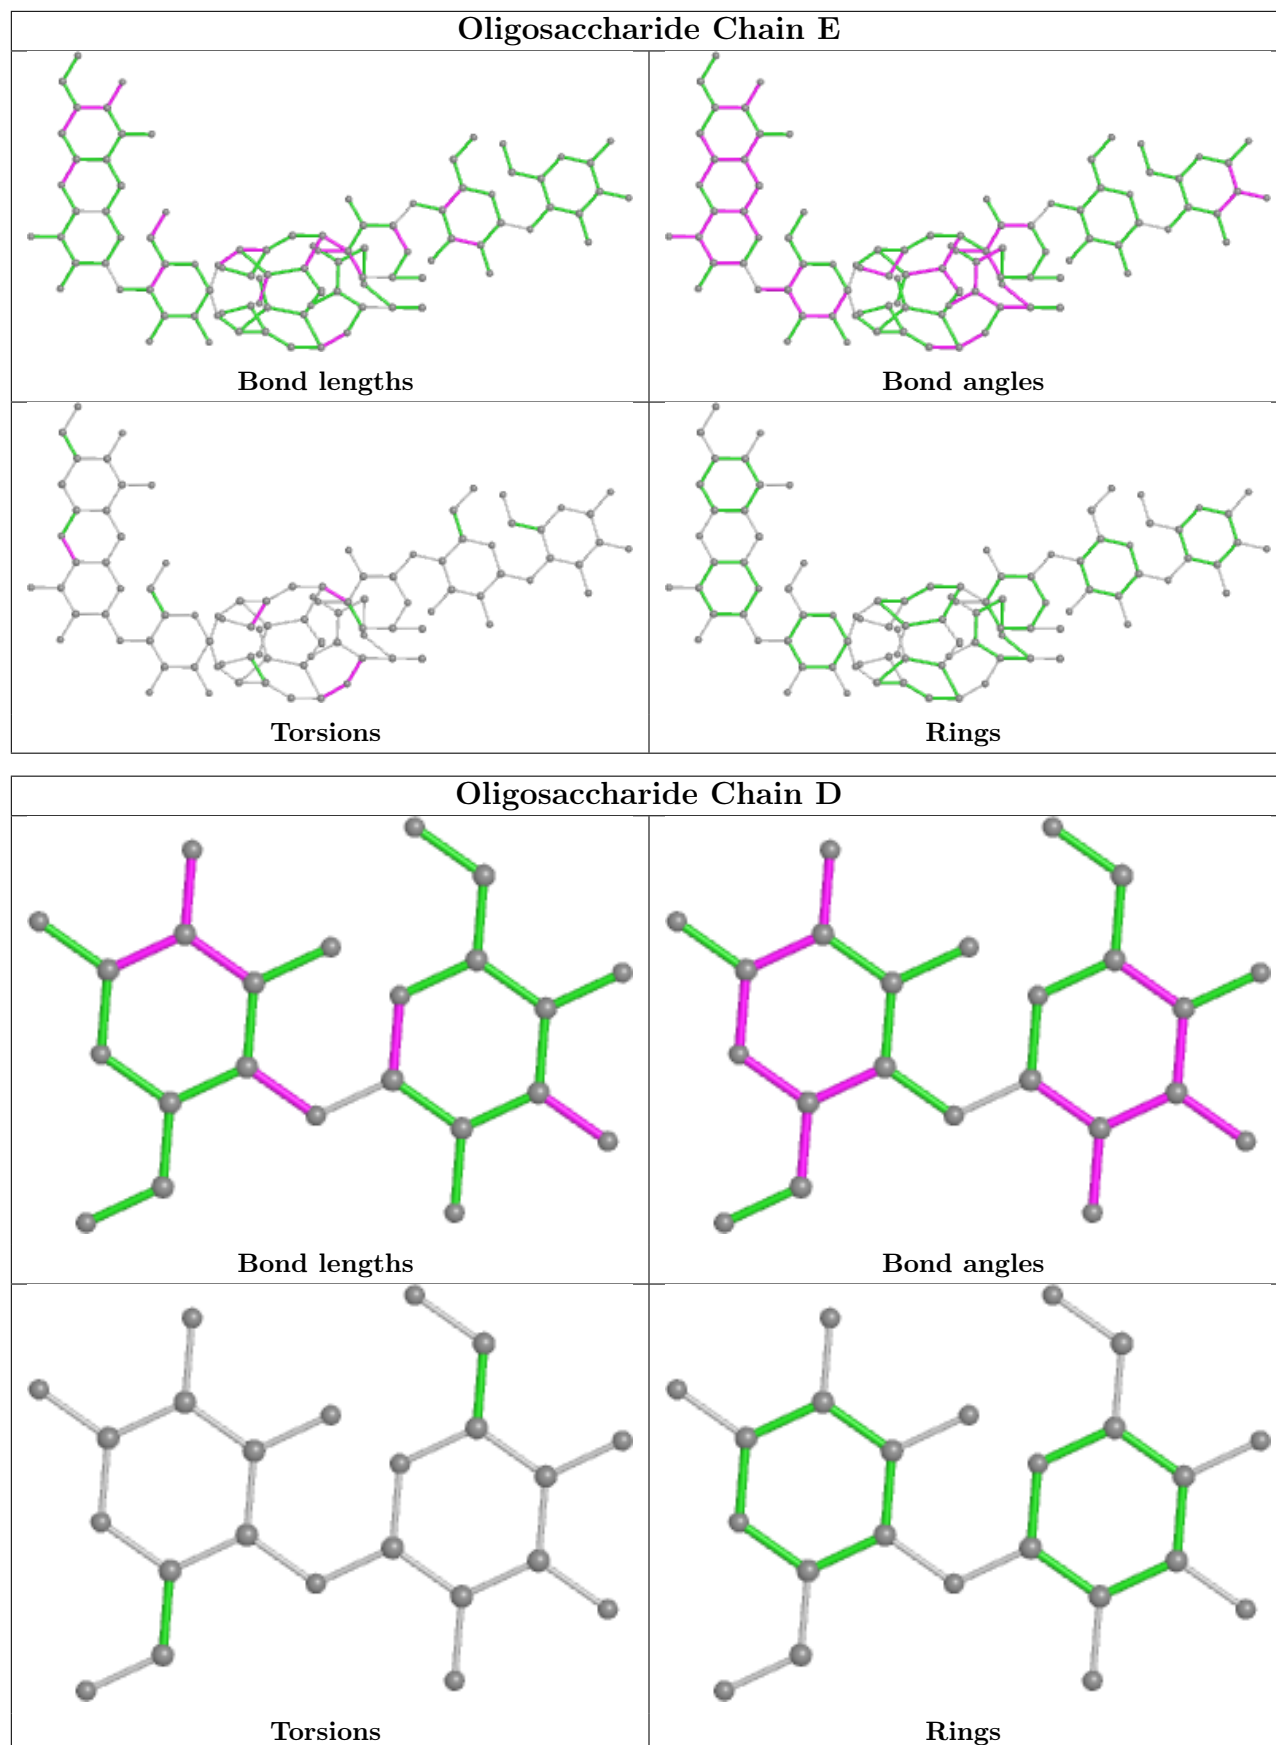 Oligosaccharide Chain E
Bond lengths
Bond angles
Torsions
Rings
Oligosaccharide Chain D
Bond lengths
Bond angles
Torsions
Rings